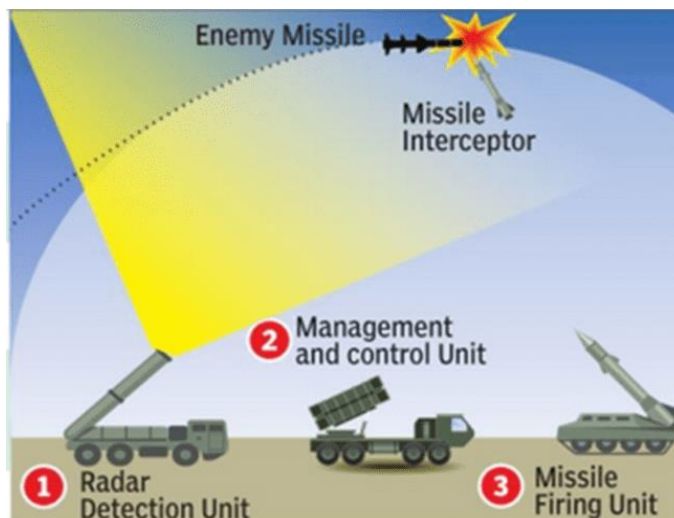 Enemy Missile
Missile
Interceptor
2 Management
and control Unit
1 Radar
Detection Unit
3 Missile
Firing Unit